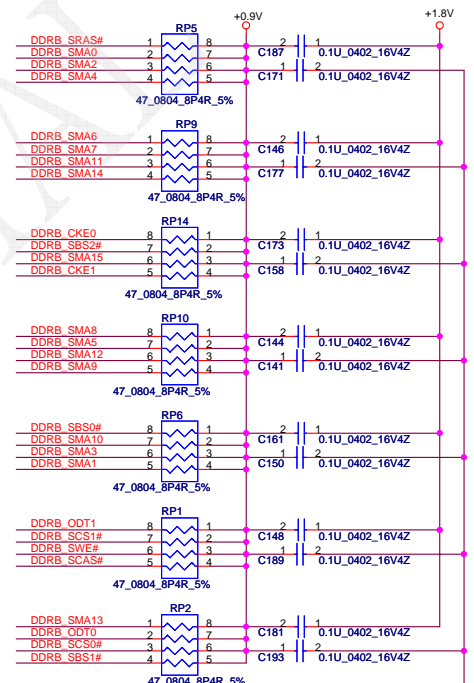 +0.9V +1.8V
RP5
DDRB_SRAS# 1 8 2 1
DDRB_SMA0 2 7 C187 0.1U_0402_16V4Z
DDRB_SMA2 3 6 1 2
DDRB_SMA4 4 5 C171 0.1U_0402_16V4Z
47_0804_8P4R_5%
RP9
DDRB_SMA6 1 8 2 1
DDRB_SMA7 2 7 C146 0.1U_0402_16V4Z
DDRB_SMA11 3 6 1 2
DDRB_SMA14 4 5 C177 0.1U_0402_16V4Z
47_0804_8P4R_5%
RP14
DDRB_CKE0 8 1 2 1
DDRB_SBS2# 7 2 C173 0.1U_0402_16V4Z
DDRB_SMA15 6 3 1 2
DDRB_CKE1 5 4 C158 0.1U_0402_16V4Z
47_0804_8P4R_5%
RP10
DDRB_SMA8 8 1 2 1
DDRB_SMA5 7 2 C144 0.1U_0402_16V4Z
DDRB_SMA12 6 3 1 2
DDRB_SMA9 5 4 C141 0.1U_0402_16V4Z
47_0804_8P4R_5%
RP6
DDRB_SBS0# 8 1 2 1
DDRB_SMA10 7 2 C161 0.1U_0402_16V4Z
DDRB_SMA3 6 3 1 2
DDRB_SMA1 5 4 C150 0.1U_0402_16V4Z
47_0804_8P4R_5%
RP1
DDRB_ODT1 8 1 2 1
DDRB_SCS1# 7 2 C148 0.1U_0402_16V4Z
DDRB_SWE# 6 3 1 2
DDRB_SCAS# 5 4 C189 0.1U_0402_16V4Z
47_0804_8P4R_5%
RP2
DDRB_SMA13 1 8 2 1
DDRB_ODT0 2 7 C181 0.1U_0402_16V4Z
DDRB_SCS0# 3 6 1 2
DDRB_SBS1# 4 5 C193 0.1U_0402_16V4Z
47_0804_8P4R_5%